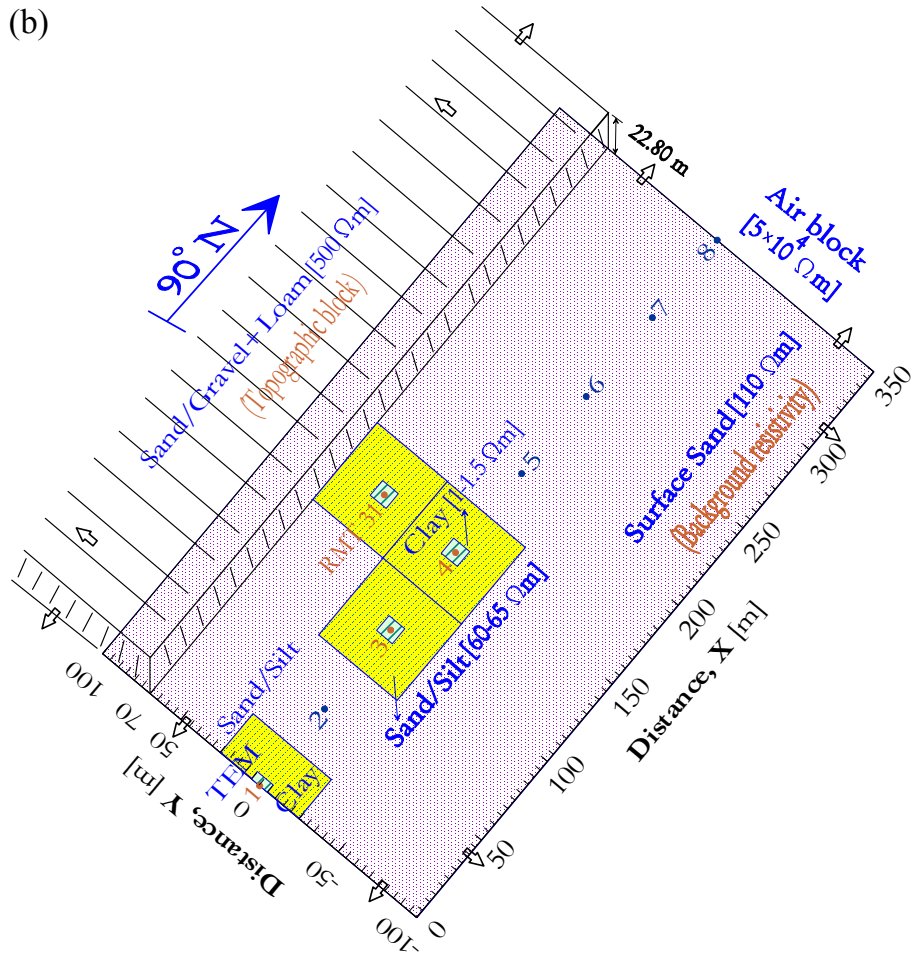 (b)
22.80 m
Air block
[5×10⁴ Ωm]
90° N
Sand/Gravel+Loam[500 Ωm]
(Topographic block)
8
7
6
5
Surface Sand[110 Ωm]
(Background resistivity))
Clay [1-1.5 Ωm]
RMT 31
4
3
Sand/Silt[60-65 Ωm]
Sand/Silt
2
TEM
1
Clay
100
70
50
0
-50
-100
Distance, Y [m]
0
50
100
150
200
250
300
350
Distance, X [m]